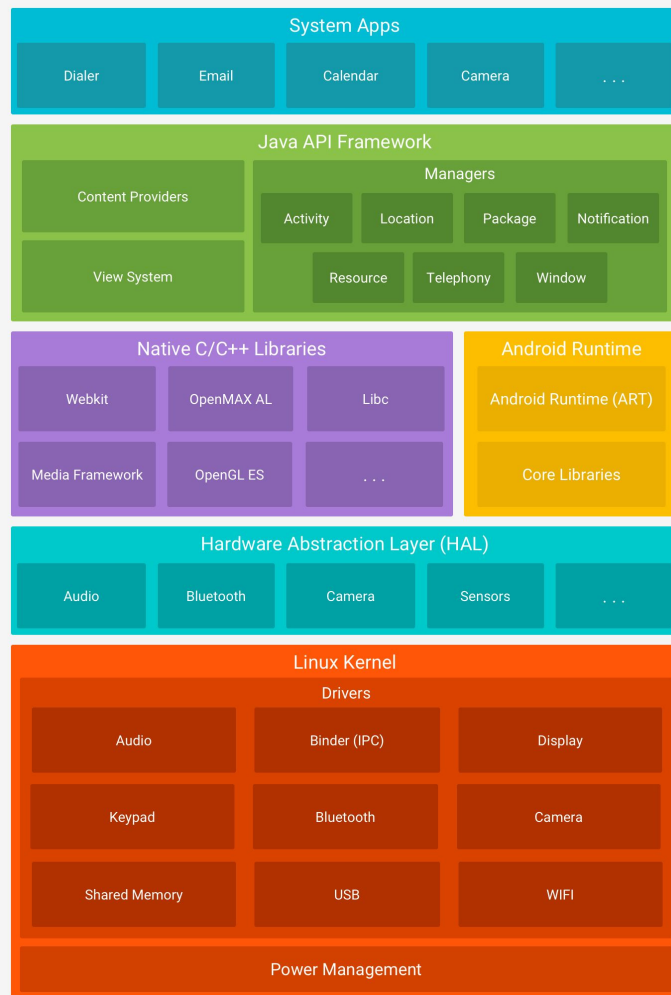 System Apps
Dialer
Email
Calendar
Camera
. . .
Java API Framework
Content Providers
View System
Managers
Activity
Location
Package
Notification
Resource
Telephony
Window
Native C/C++ Libraries
Webkit
OpenMAX AL
Libc
Media Framework
OpenGL ES
. . .
Android Runtime
Android Runtime (ART)
Core Libraries
Hardware Abstraction Layer (HAL)
Audio
Bluetooth
Camera
Sensors
. . .
Linux Kernel
Drivers
Audio
Binder (IPC)
Display
Keypad
Bluetooth
Camera
Shared Memory
USB
WIFI
Power Management